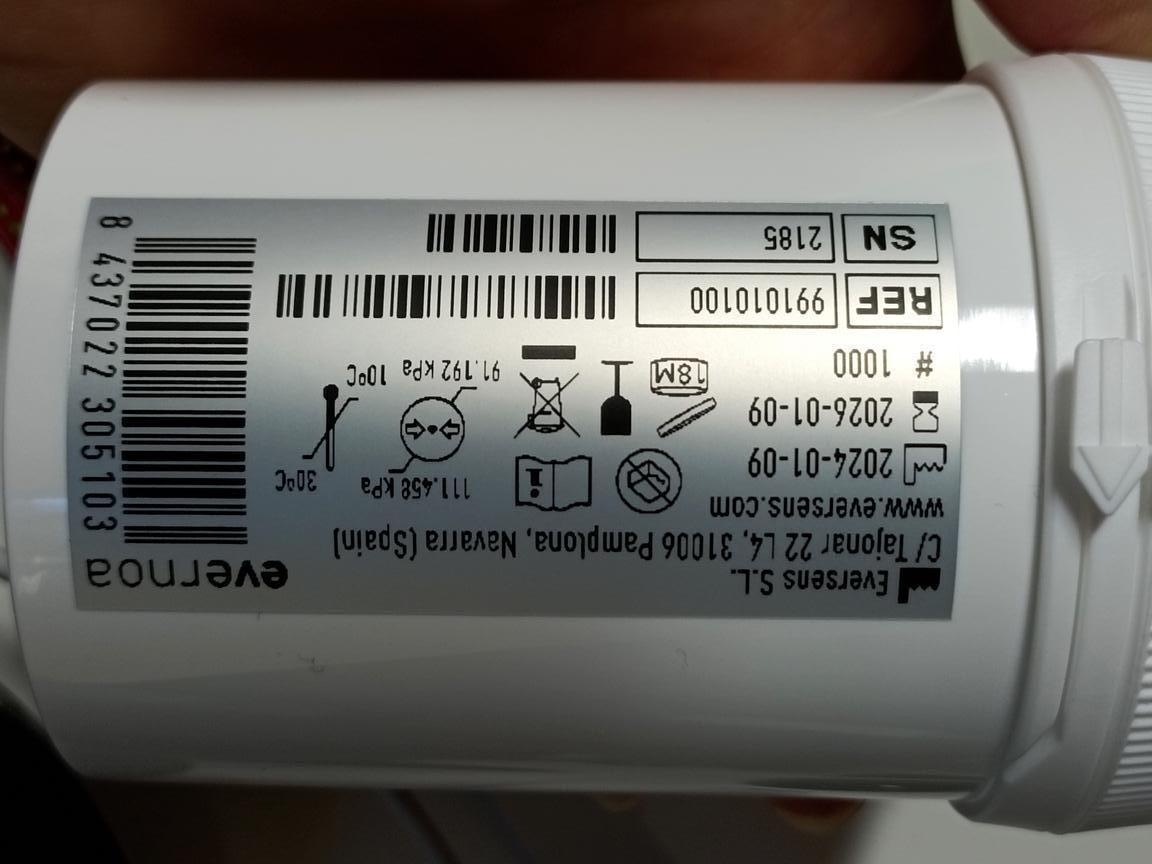 evernoa
Eversens S.L.
C/ Tajonar 22 L4, 31006 Pamplona, Navarra (Spain)
www.eversens.com
2024-01-09
2026-01-09
# 1000
18M
i
111.458 kPa
91.192 kPa
30ºC
10ºC
REF 991010100
SN 2185
8 437022 305103